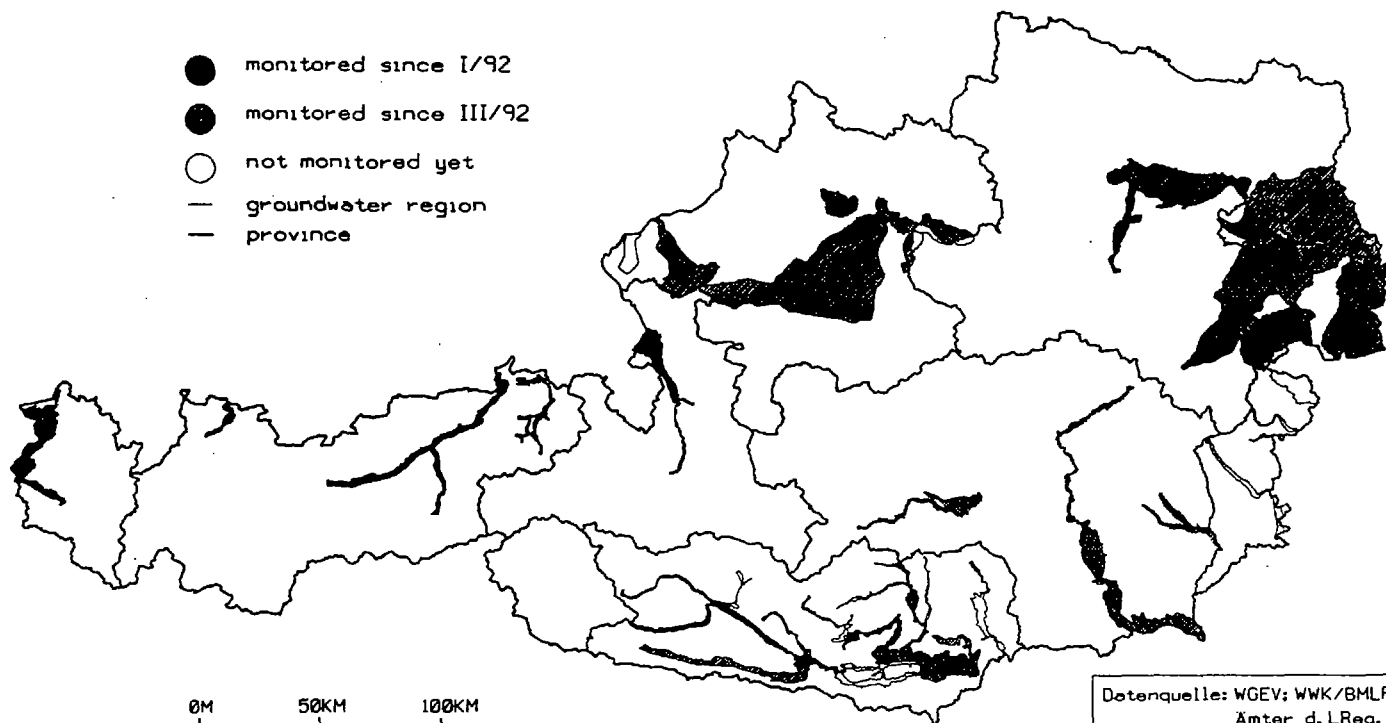 monitored since I/92
monitored since III/92
not monitored yet
groundwater region
province
0M 50KM 100KM
Datenquelle: WGEV; WWK/BMLF
Ämter d. LReg.